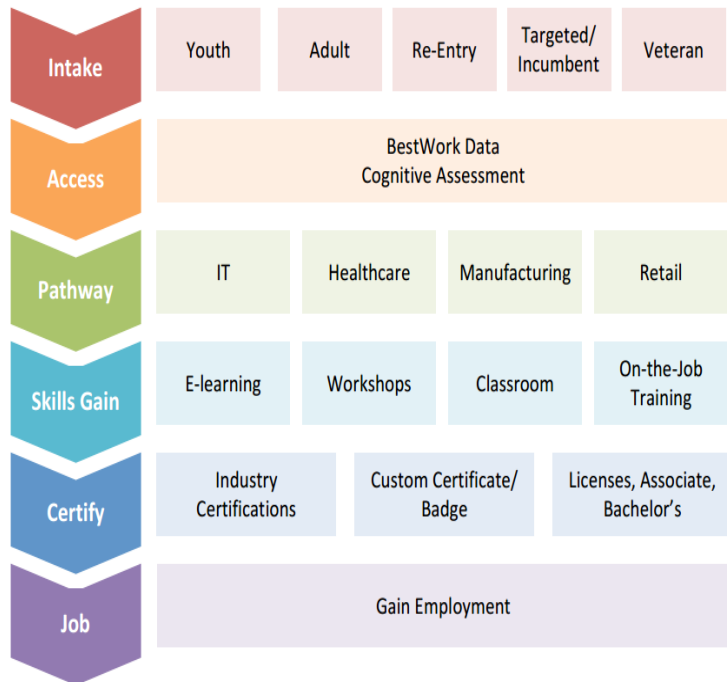 Intake
Youth
Adult
Re-Entry
Targeted/
Incumbent
Veteran
Access
BestWork Data
Cognitive Assessment
Pathway
IT
Healthcare
Manufacturing
Retail
Skills Gain
E-learning
Workshops
Classroom
On-the-Job
Training
Certify
Industry
Certifications
Custom Certificate/
Badge
Licenses, Associate,
Bachelor’s
Job
Gain Employment